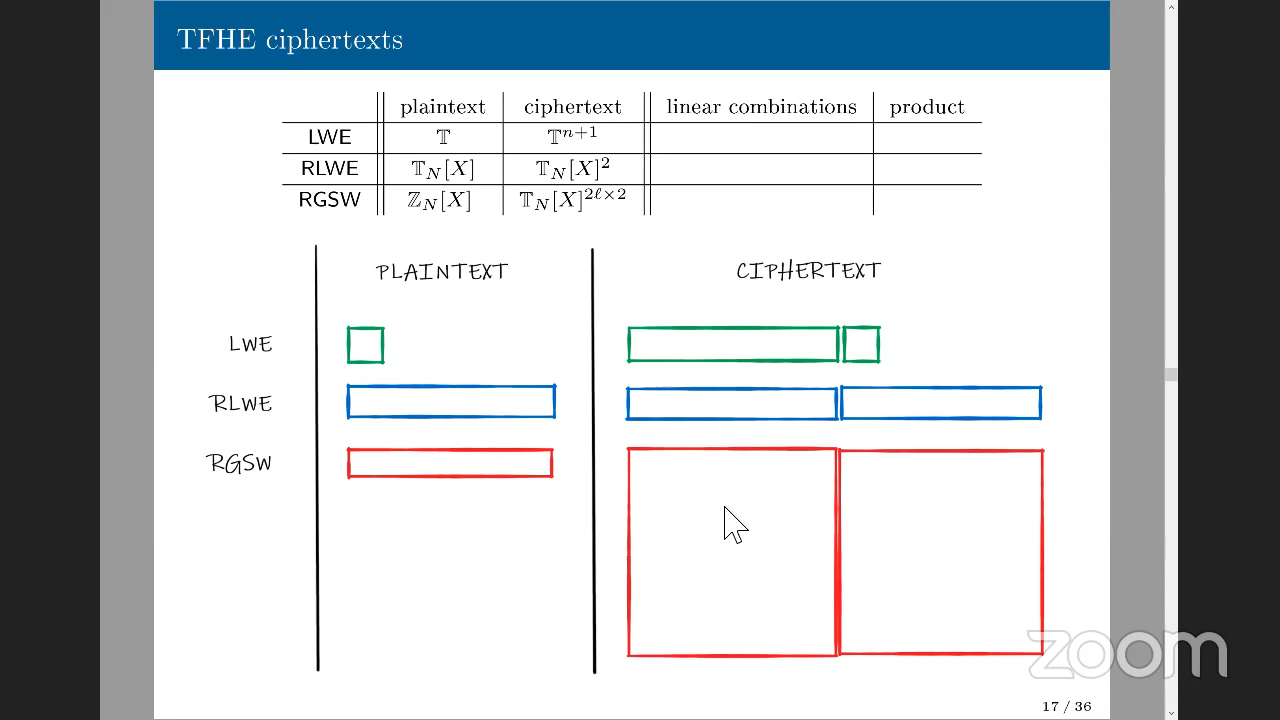 TFHE ciphertexts
plaintext ciphertext linear combinations product
LWE 𝕋 𝕋ⁿ⁺¹
RLWE 𝕋_N[X] 𝕋_N[X]²
RGSW ℤ_N[X] 𝕋_N[X]^{2ℓ×2}
PLAINTEXT CIPHERTEXT
LWE
RLWE
RGSW
zoom
17 / 36